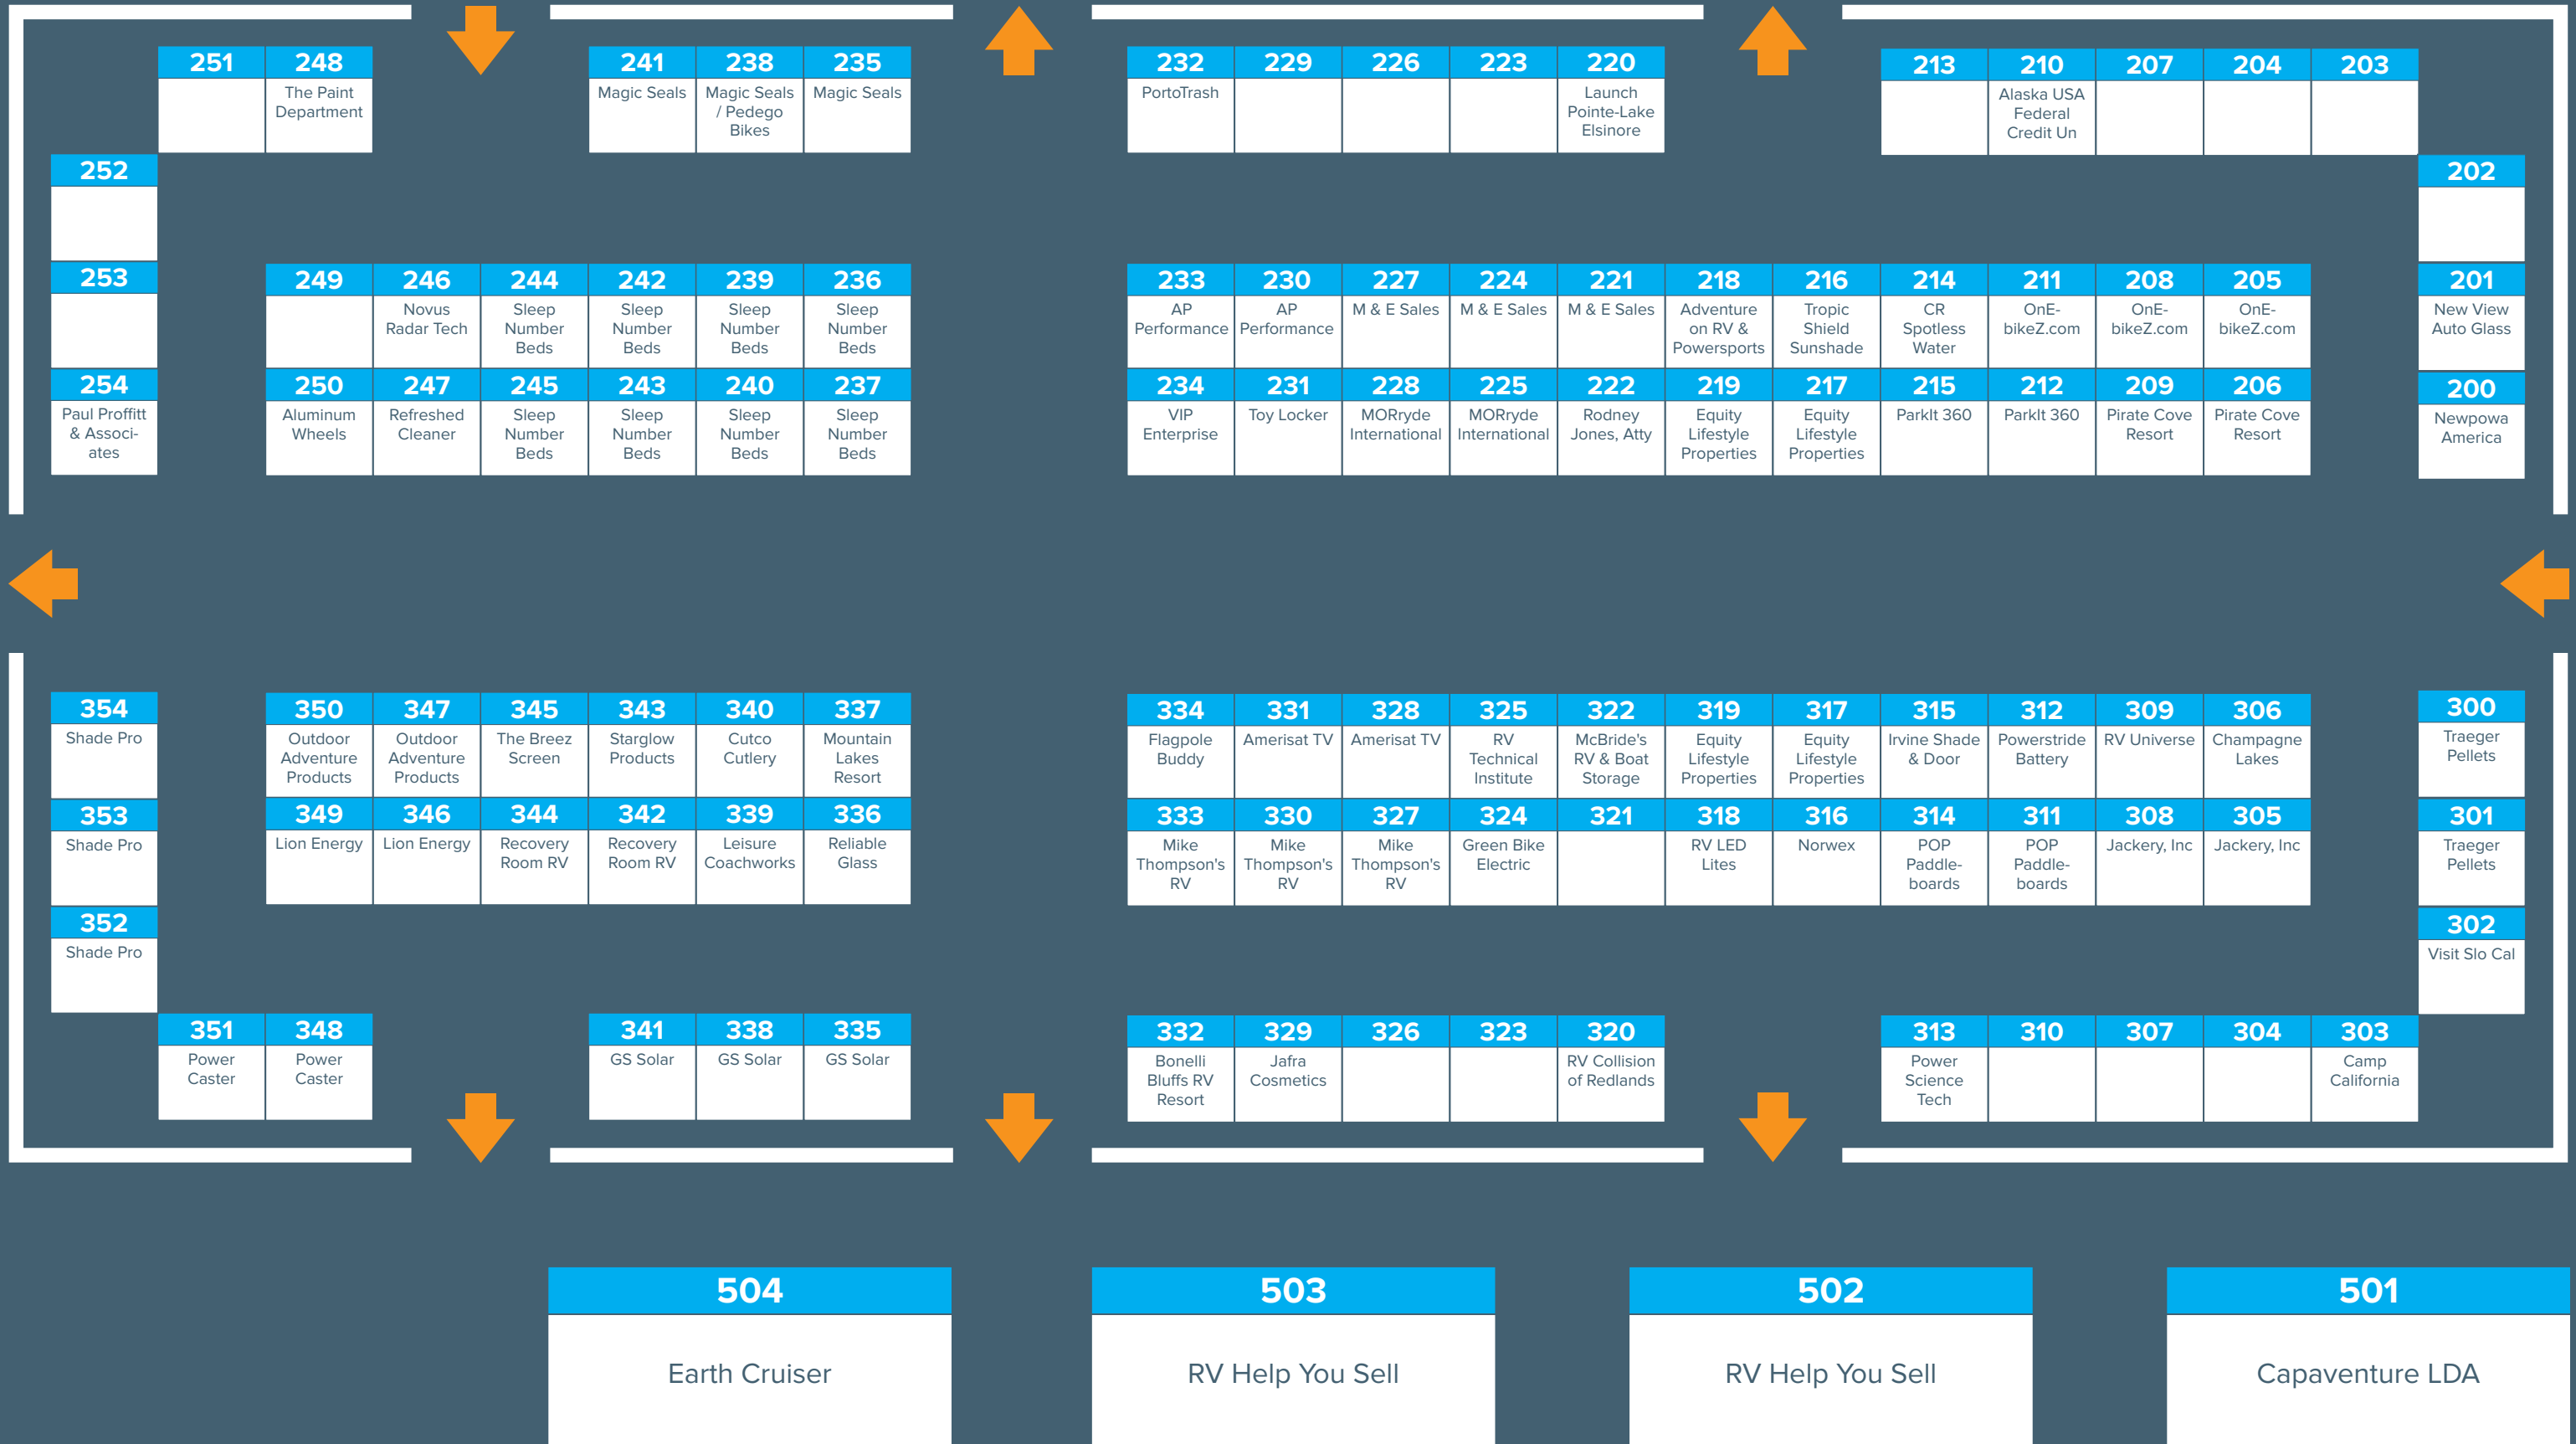 251 248 241 238 235 232 229 226 223 220 213 210 207 204 203
The Paint
Department
Magic Seals
Magic Seals
/ Pedego
Bikes
Magic Seals
PortoTrash
Launch
Pointe-Lake
Elsinore
Alaska USA
Federal
Credit Un
252
202
253
249 246 244 242 239 236 233 230 227 224 221 218 216 214 211 208 205
201
Novus
Radar Tech
Sleep
Number
Beds
Sleep
Number
Beds
Sleep
Number
Beds
Sleep
Number
Beds
AP
Performance
AP
Performance
M & E Sales
M & E Sales
M & E Sales
Adventure
on RV &
Powersports
Tropic
Shield
Sunshade
CR
Spotless
Water
OnE-
bikeZ.com
OnE-
bikeZ.com
OnE-
bikeZ.com
New View
Auto Glass
254
250 247 245 243 240 237 234 231 228 225 222 219 217 215 212 209 206
200
Paul Proffitt
& Associ-
ates
Aluminum
Wheels
Refreshed
Cleaner
Sleep
Number
Beds
Sleep
Number
Beds
Sleep
Number
Beds
Sleep
Number
Beds
VIP
Enterprise
Toy Locker
MORryde
International
MORryde
International
Rodney
Jones, Atty
Equity
Lifestyle
Properties
Equity
Lifestyle
Properties
ParkIt 360
ParkIt 360
Pirate Cove
Resort
Pirate Cove
Resort
Newpowa
America
354
350 347 345 343 340 337 334 331 328 325 322 319 317 315 312 309 306
300
Shade Pro
Outdoor
Adventure
Products
Outdoor
Adventure
Products
The Breez
Screen
Starglow
Products
Cutco
Cutlery
Mountain
Lakes
Resort
Flagpole
Buddy
Amerisat TV
Amerisat TV
RV
Technical
Institute
McBride's
RV & Boat
Storage
Equity
Lifestyle
Properties
Equity
Lifestyle
Properties
Irvine Shade
& Door
Powerstride
Battery
RV Universe
Champagne
Lakes
Traeger
Pellets
353
349 346 344 342 339 336 333 330 327 324 321 318 316 314 311 308 305
301
Shade Pro
Lion Energy
Lion Energy
Recovery
Room RV
Recovery
Room RV
Leisure
Coachworks
Reliable
Glass
Mike
Thompson's
RV
Mike
Thompson's
RV
Mike
Thompson's
RV
Green Bike
Electric
RV LED
Lites
Norwex
POP
Paddle-
boards
POP
Paddle-
boards
Jackery, Inc
Jackery, Inc
Traeger
Pellets
352
Shade Pro
302
Visit Slo Cal
351 348 341 338 335 332 329 326 323 320 313 310 307 304 303
Power
Caster
Power
Caster
GS Solar
GS Solar
GS Solar
Bonelli
Bluffs RV
Resort
Jafra
Cosmetics
RV Collision
of Redlands
Power
Science
Tech
Camp
California
504 503 502 501
Earth Cruiser
RV Help You Sell
RV Help You Sell
Capaventure LDA